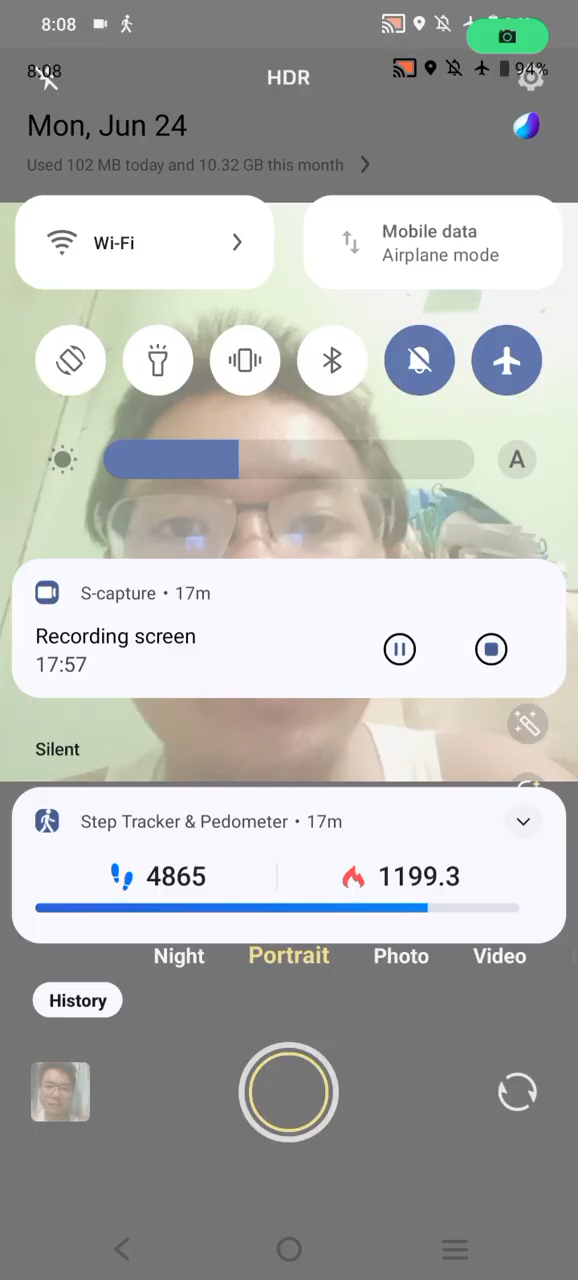 8:08
8:08
HDR
94%
Mon, Jun 24
Used 102 MB today and 10.32 GB this month
Wi-Fi
Mobile data
Airplane mode
A
S-capture • 17m
Recording screen
17:57
Silent
Step Tracker & Pedometer • 17m
4865
1199.3
Night
Portrait
Photo
Video
History